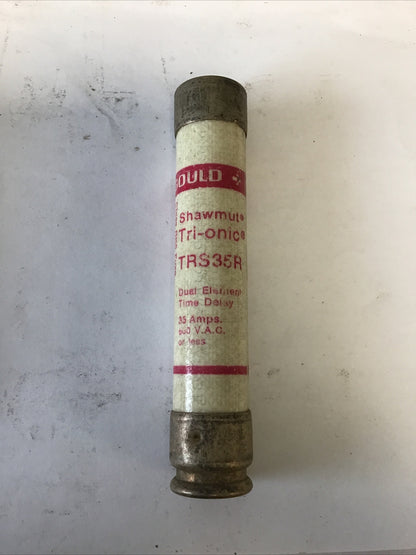 OULD
Shawmut®
Tri-onic®
TRS35R
Dual Element
Time Delay
35 Amps.
600 V.A.C.
or less